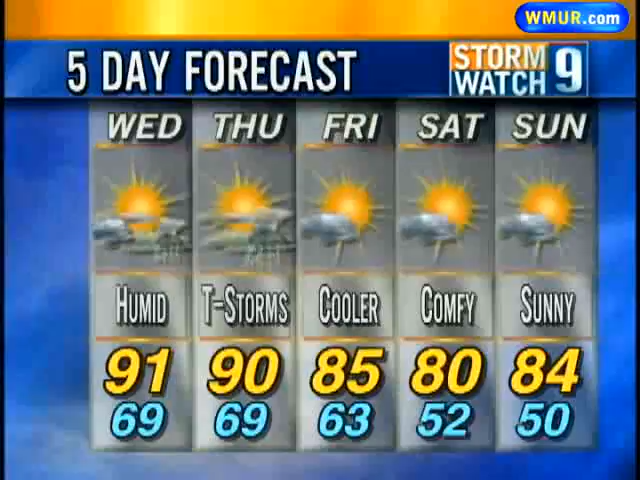 WMUR.com
5 DAY FORECAST
STORM WATCH 9
WED THU FRI SAT SUN
HUMID T-STORMS COOLER COMFY SUNNY
91 90 85 80 84
69 69 63 52 50